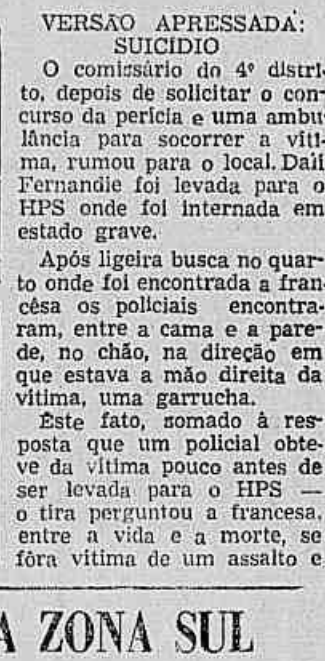 VERSÃO APRESSADA:
SUICÍDIO
O comissário do 4º distri-
to, depois de solicitar o con-
curso da perícia e uma ambu-
lância para socorrer a víti-
ma, rumou para o local. Dali
Fernandie foi levada para o
HPS onde foi internada em
estado grave.
Após ligeira busca no quar-
to onde foi encontrada a fran-
cêsa os policiais encontra-
ram, entre a cama e a pare-
de, no chão, na direção em
que estava a mão direita da
vítima, uma garrucha.
Êste fato, somado à res-
posta que um policial obte-
ve da vítima pouco antes de
ser levada para o HPS —
o tira perguntou a francesa,
entre a vida e a morte, se
fôra vítima de um assalto e
A ZONA SUL